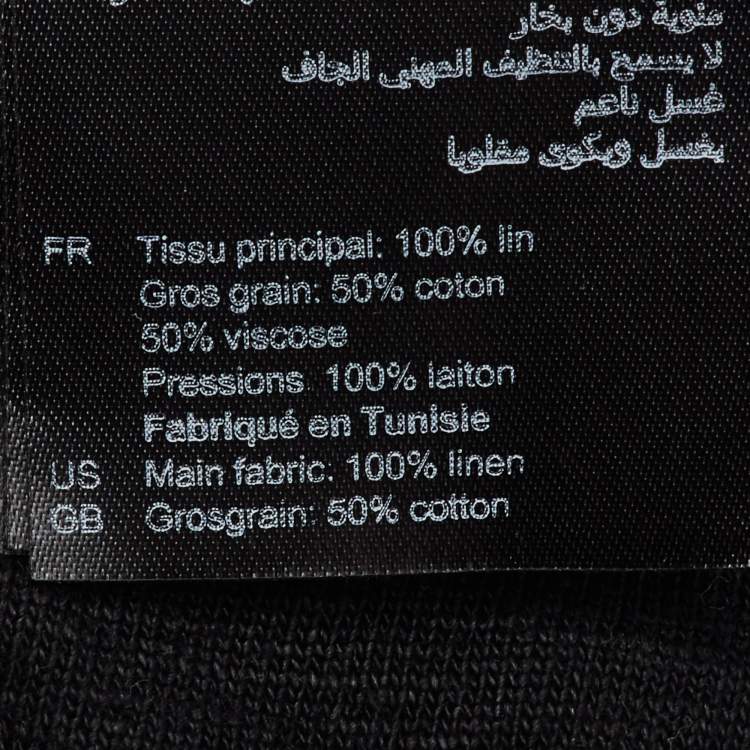 مئوية دون بخار
لا يسمح بالتنظيف المهني الجاف
غسل ناعم
يغسل ويكوى مقلوبا
FR Tissu principal: 100% lin
Gros grain: 50% coton
50% viscose
Pressions 100% laiton
Fabriqué en Tunisie
US Main fabric: 100% linen
GB Grosgrain: 50% cotton